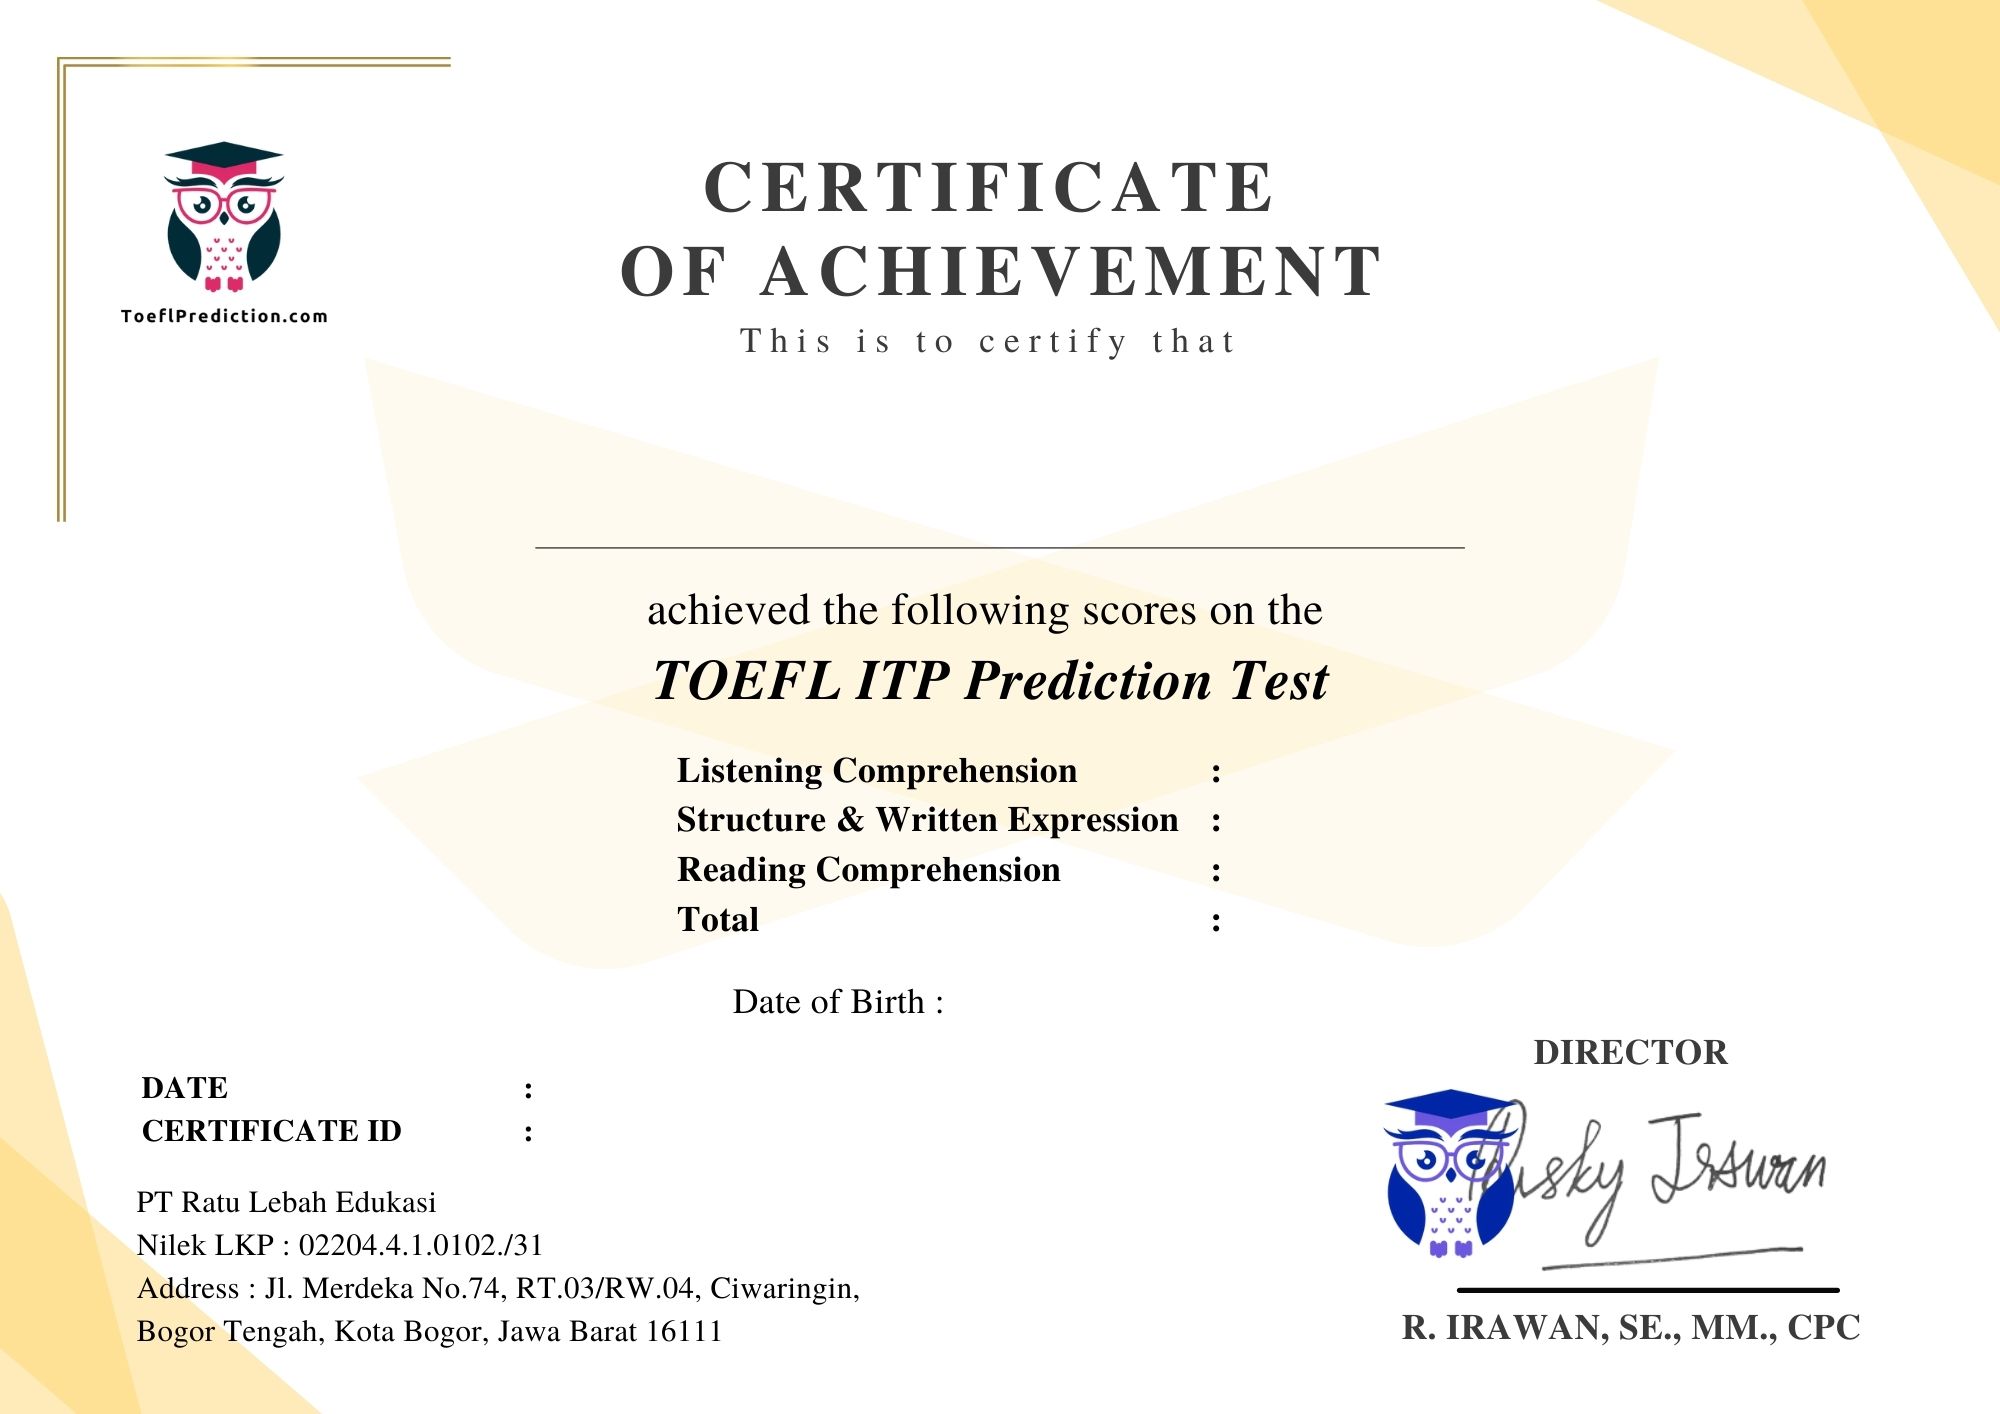 ToeflPrediction.com
CERTIFICATE
OF ACHIEVEMENT
This is to certify that
achieved the following scores on the
TOEFL ITP Prediction Test
Listening Comprehension :
Structure & Written Expression :
Reading Comprehension :
Total :
Date of Birth :
DATE :
CERTIFICATE ID :
PT Ratu Lebah Edukasi
Nilek LKP : 02204.4.1.0102./31
Address : Jl. Merdeka No.74, RT.03/RW.04, Ciwaringin,
Bogor Tengah, Kota Bogor, Jawa Barat 16111
DIRECTOR
Irawan
R. IRAWAN, SE., MM., CPC